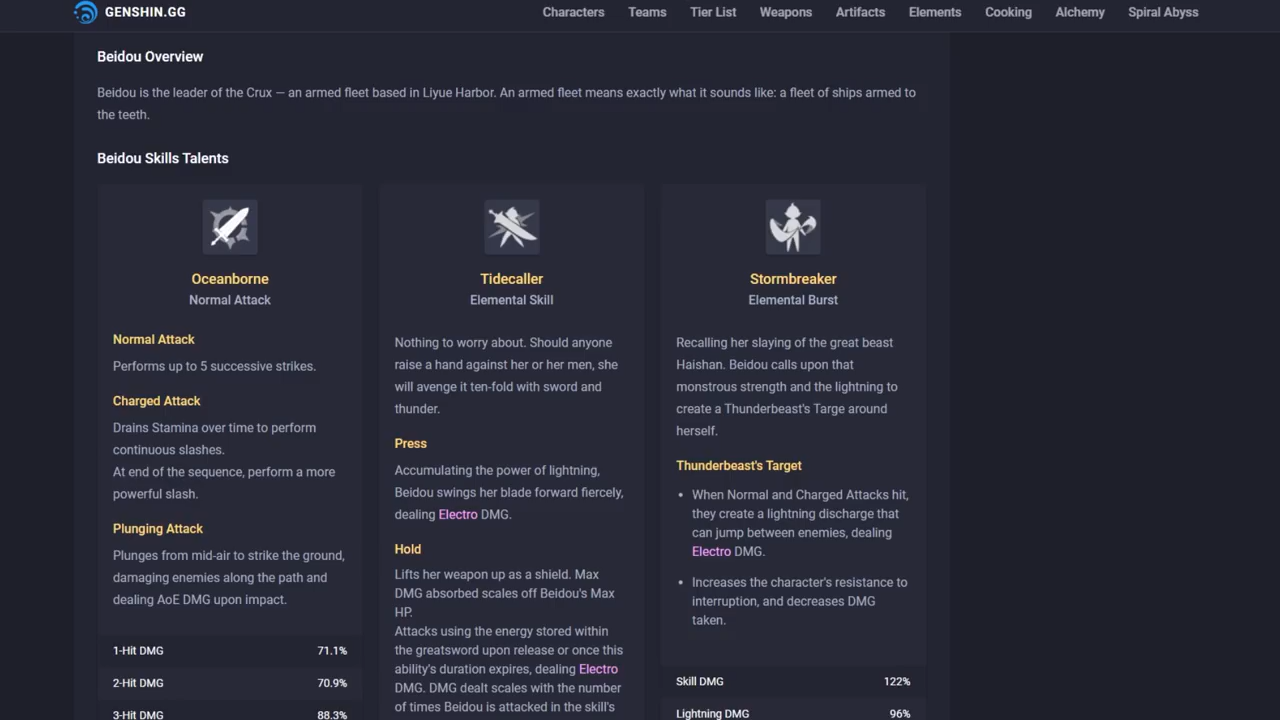 GENSHIN.GG
Characters Teams Tier List Weapons Artifacts Elements Cooking Alchemy Spiral Abyss
Beidou Overview
Beidou is the leader of the Crux — an armed fleet based in Liyue Harbor. An armed fleet means exactly what it sounds like: a fleet of ships armed to
the teeth.
Beidou Skills Talents
Oceanborne
Normal Attack
Normal Attack
Performs up to 5 successive strikes.
Charged Attack
Drains Stamina over time to perform
continuous slashes.
At end of the sequence, perform a more
powerful slash.
Plunging Attack
Plunges from mid-air to strike the ground,
damaging enemies along the path and
dealing AoE DMG upon impact.
1-Hit DMG 71.1%
2-Hit DMG 70.9%
3-Hit DMG 88.3%
Tidecaller
Elemental Skill
Nothing to worry about. Should anyone
raise a hand against her or her men, she
will avenge it ten-fold with sword and
thunder.
Press
Accumulating the power of lightning,
Beidou swings her blade forward fiercely,
dealing Electro DMG.
Hold
Lifts her weapon up as a shield. Max
DMG absorbed scales off Beidou's Max
HP.
Attacks using the energy stored within
the greatsword upon release or once this
ability's duration expires, dealing Electro
DMG. DMG dealt scales with the number
of times Beidou is attacked in the skill's
Stormbreaker
Elemental Burst
Recalling her slaying of the great beast
Haishan. Beidou calls upon that
monstrous strength and the lightning to
create a Thunderbeast's Targe around
herself.
Thunderbeast's Target
• When Normal and Charged Attacks hit,
they create a lightning discharge that
can jump between enemies, dealing
Electro DMG.
• Increases the character's resistance to
interruption, and decreases DMG
taken.
Skill DMG 122%
Lightning DMG 96%